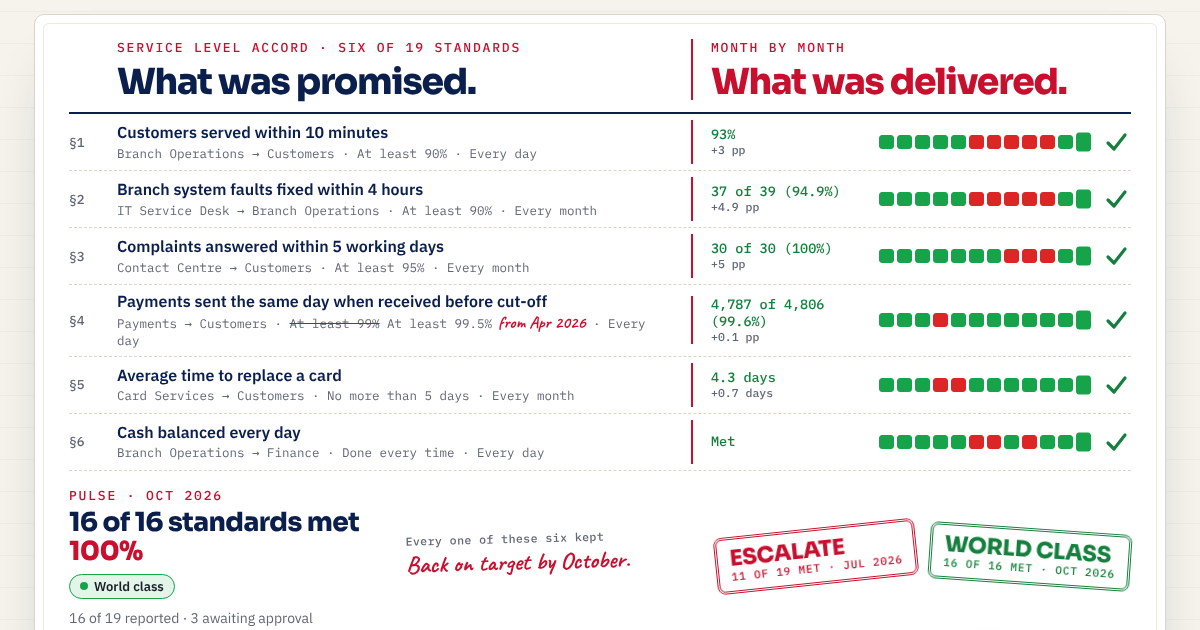 SERVICE LEVEL ACCORD · SIX OF 19 STANDARDS
What was promised.
MONTH BY MONTH
What was delivered.
§1
Customers served within 10 minutes
Branch Operations → Customers · At least 90% · Every day
93%
+3 pp
§2
Branch system faults fixed within 4 hours
IT Service Desk → Branch Operations · At least 90% · Every month
37 of 39 (94.9%)
+4.9 pp
§3
Complaints answered within 5 working days
Contact Centre → Customers · At least 95% · Every month
30 of 30 (100%)
+5 pp
§4
Payments sent the same day when received before cut-off
Payments → Customers · At least 99% At least 99.5% from Apr 2026 · Every
day
4,787 of 4,806
(99.6%)
+0.1 pp
§5
Average time to replace a card
Card Services → Customers · No more than 5 days · Every month
4.3 days
+0.7 days
§6
Cash balanced every day
Branch Operations → Finance · Done every time · Every day
Met
PULSE · OCT 2026
16 of 16 standards met
100%
World class
16 of 19 reported · 3 awaiting approval
Every one of these six kept
Back on target by October.
ESCALATE
11 OF 19 MET · JUL 2026
WORLD CLASS
16 OF 16 MET · OCT 2026